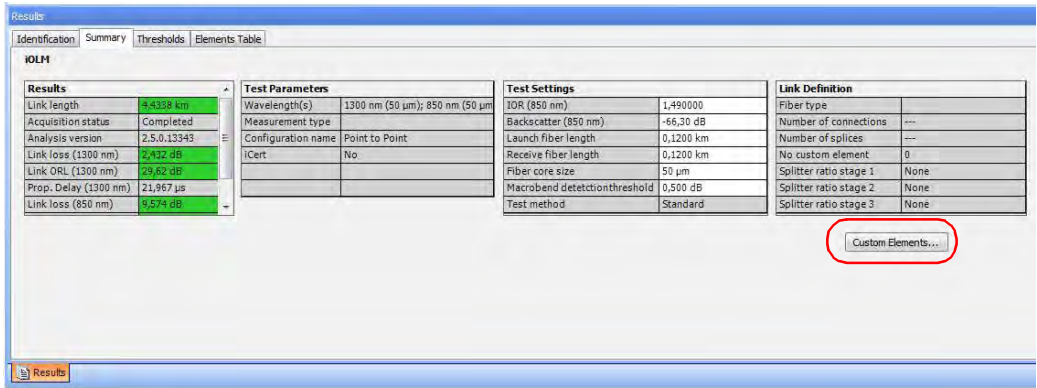 Results
Identification Summary Thresholds Elements Table
iOLM
Results
Link length 4,4338 km
Acquisition status Completed
Analysis version 2.5.0.13343
Link loss (1300 nm) 2,432 dB
Link ORL (1300 nm) 29,62 dB
Prop. Delay (1300 nm) 21,967 µs
Link loss (850 nm) 9,574 dB
Test Parameters
Wavelength(s) 1300 nm (50 µm); 850 nm (50 µm
Measurement type
Configuration name Point to Point
iCert No
Test Settings
IOR (850 nm) 1,490000
Backscatter (850 nm) -66,30 dB
Launch fiber length 0,1200 km
Receive fiber length 0,1200 km
Fiber core size 50 µm
Macrobend detetctionthreshold 0,500 dB
Test method Standard
Link Definition
Fiber type
Number of connections ---
Number of splices ---
No custom element 0
Splitter ratio stage 1 None
Splitter ratio stage 2 None
Splitter ratio stage 3 None
Custom Elements...
Results